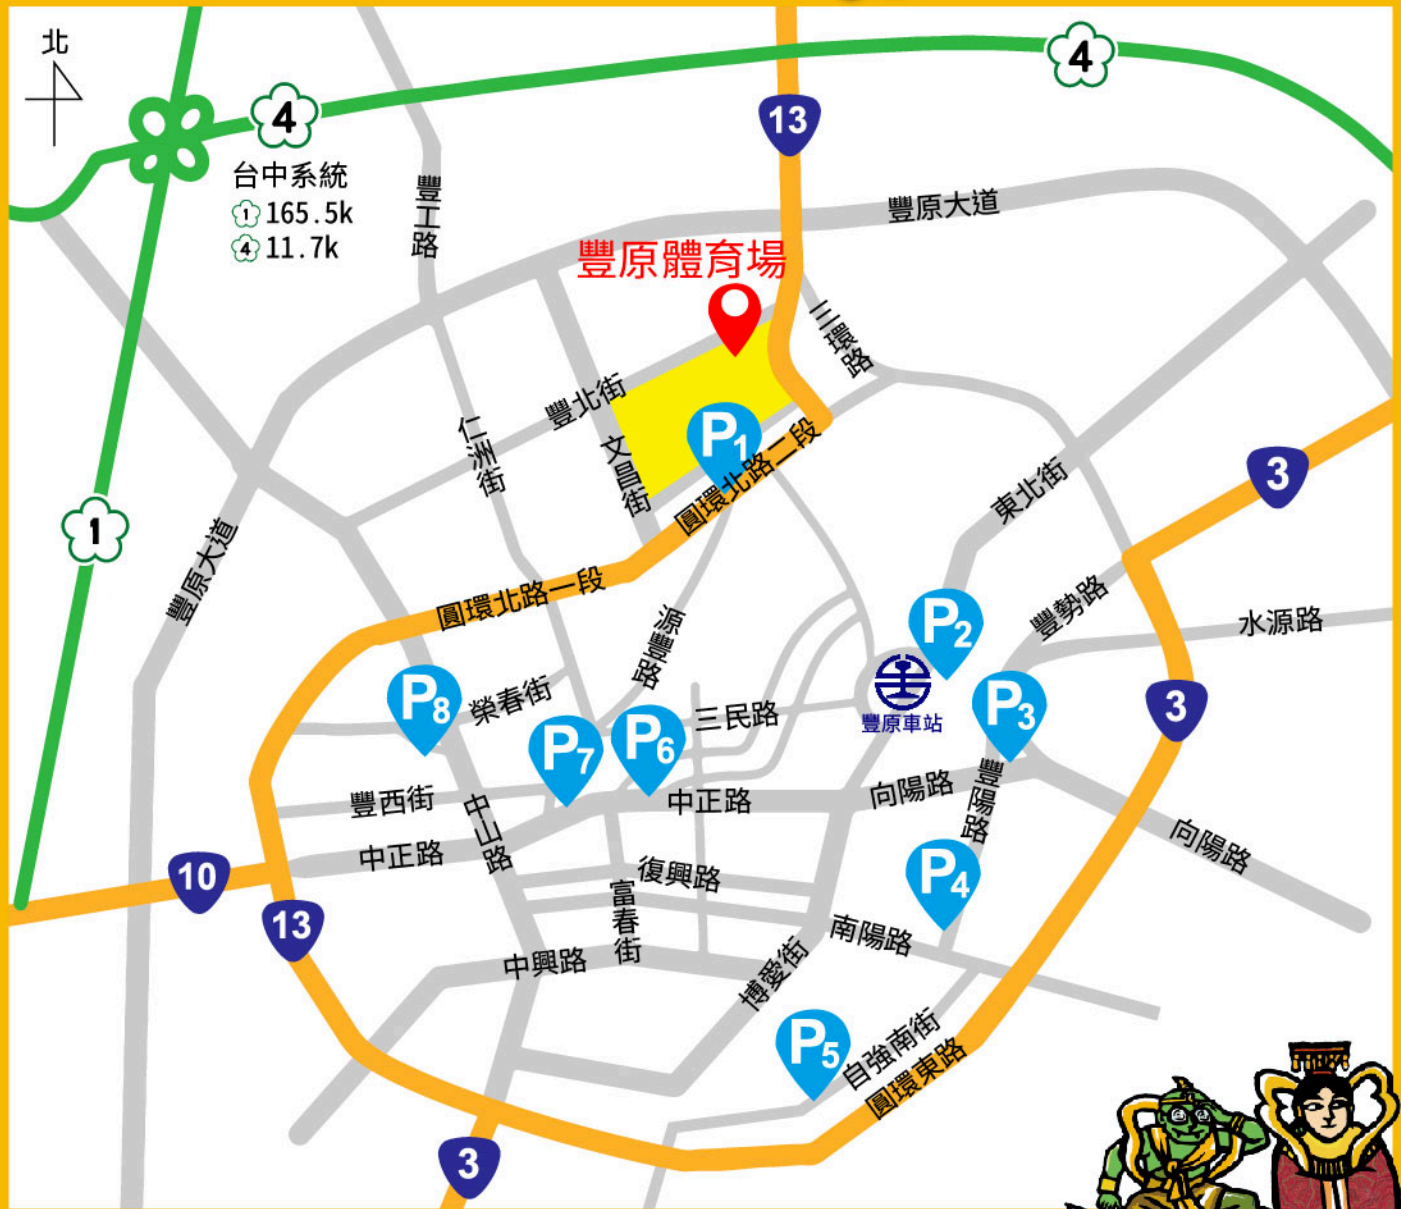 北
4
4
13
台中系統
1 165.5k
4 11.7k
豐工路
豐原大道
豐原體育場
三環路
豐北街
仁洲街
文昌街
P1
圓環北路二段
3
東北街
1
豐原大道
圓環北路一段
源豐路
豐勢路
水源路
P2
P8
榮春街
三民路
豐原車站
P3
3
P7
P6
豐西街
中山路
中正路
向陽路
豐陽路
向陽路
中正路
10
13
復興路
富春街
P4
南陽路
中興路
博愛街
P5
自強南街
圓環東路
3